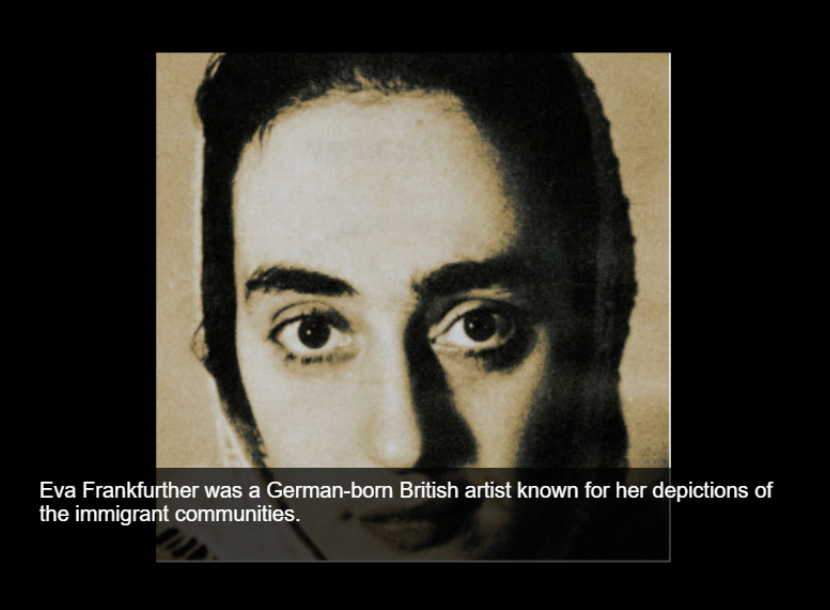 Eva Frankfurther was a German-born British artist known for her depictions of
the immigrant communities.